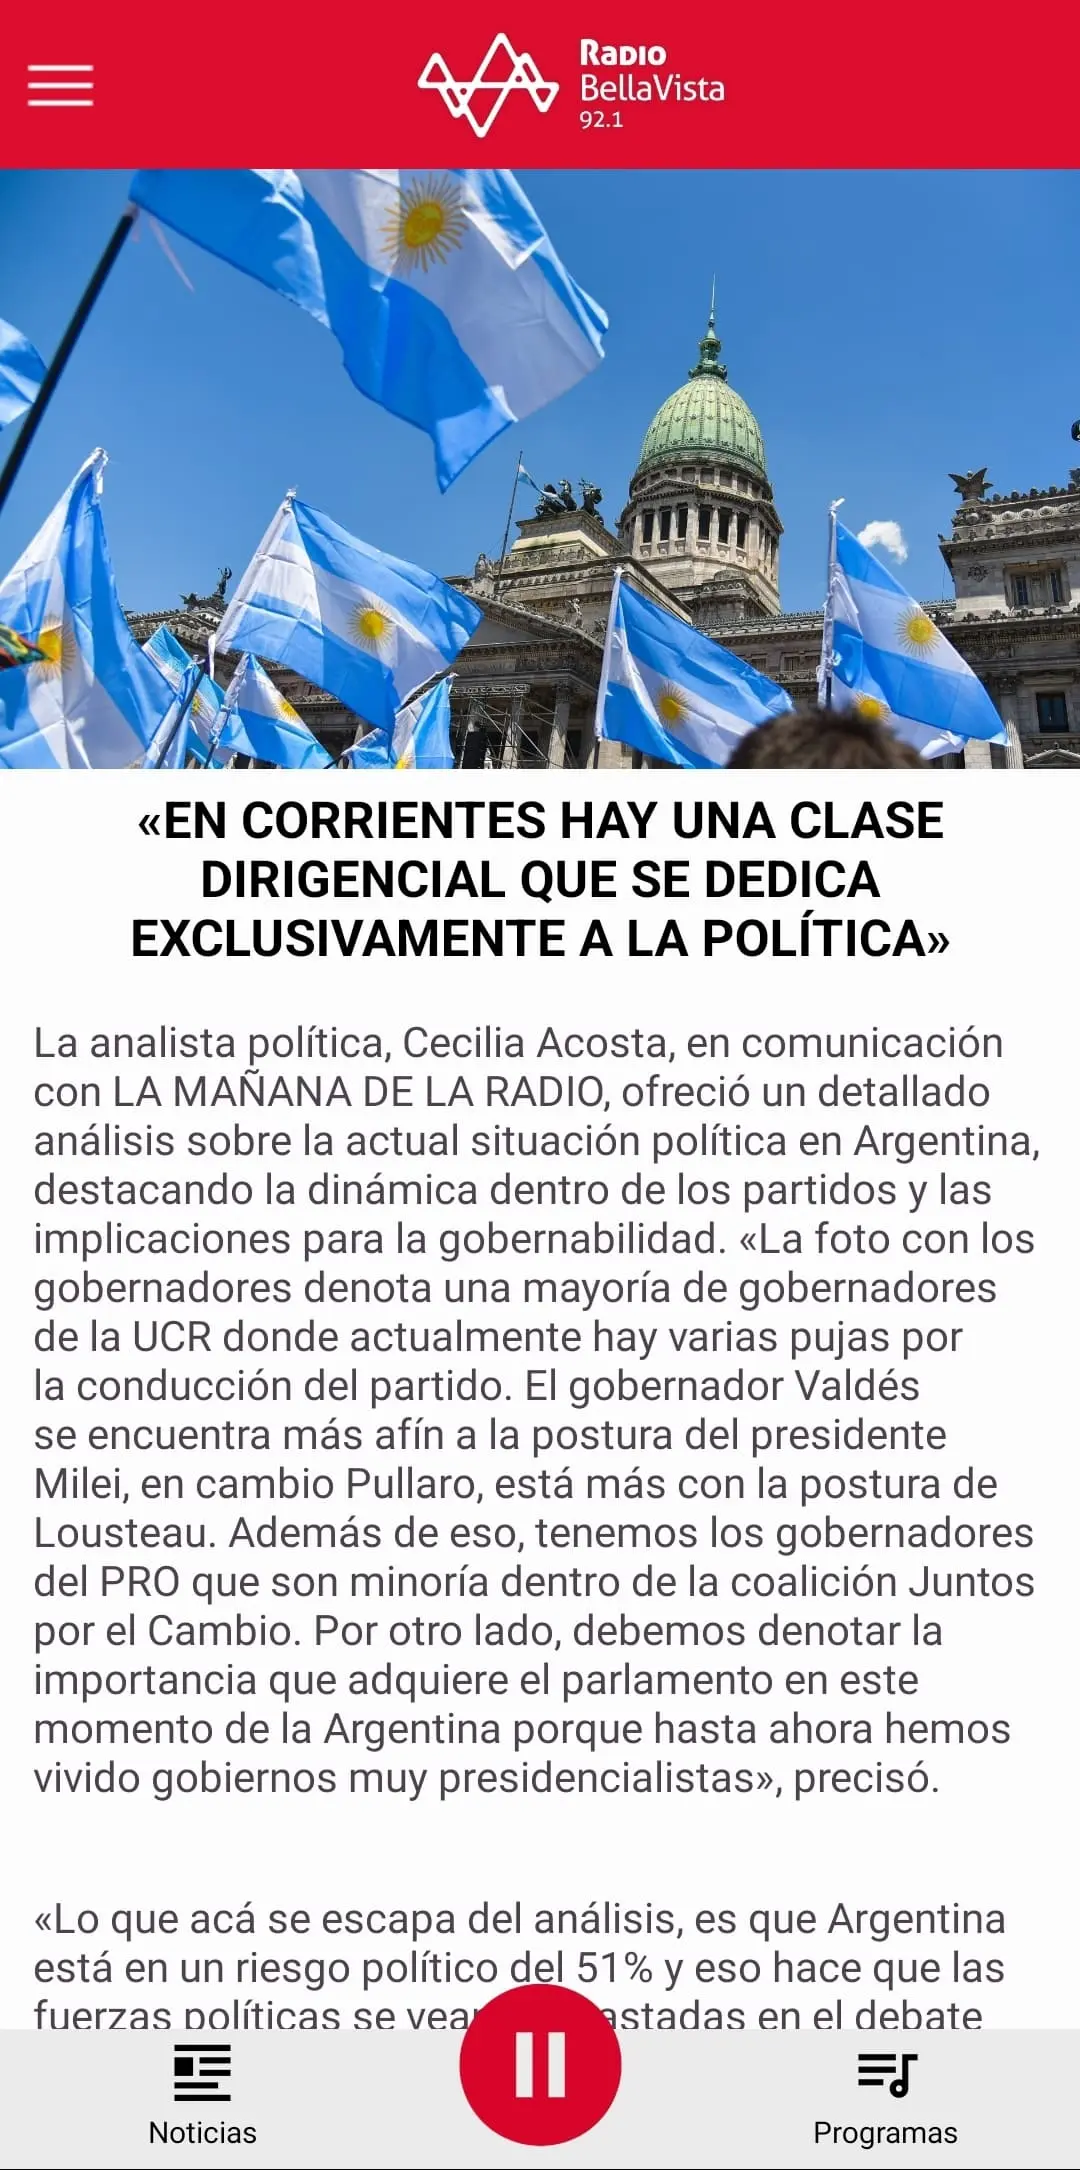 Radio
BellaVista
92.1
«EN CORRIENTES HAY UNA CLASE
DIRIGENCIAL QUE SE DEDICA
EXCLUSIVAMENTE A LA POLÍTICA»
La analista política, Cecilia Acosta, en comunicación
con LA MAÑANA DE LA RADIO, ofreció un detallado
análisis sobre la actual situación política en Argentina,
destacando la dinámica dentro de los partidos y las
implicaciones para la gobernabilidad. «La foto con los
gobernadores denota una mayoría de gobernadores
de la UCR donde actualmente hay varias pujas por
la conducción del partido. El gobernador Valdés
se encuentra más afín a la postura del presidente
Milei, en cambio Pullaro, está más con la postura de
Lousteau. Además de eso, tenemos los gobernadores
del PRO que son minoría dentro de la coalición Juntos
por el Cambio. Por otro lado, debemos denotar la
importancia que adquiere el parlamento en este
momento de la Argentina porque hasta ahora hemos
vivido gobiernos muy presidencialistas», precisó.
«Lo que acá se escapa del análisis, es que Argentina
está en un riesgo político del 51% y eso hace que las
fuerzas políticas se en el debate
Noticias
Programas